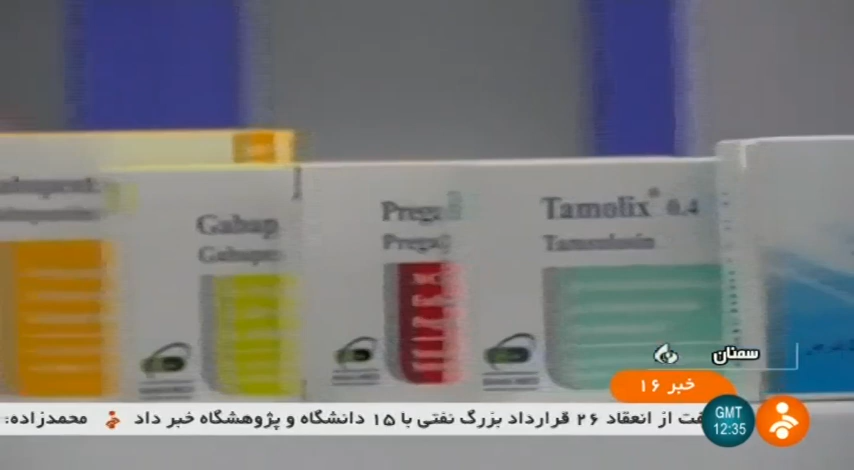 Gabap
Prega
Tamolix® 0.4
Tamsulosin
سمنان
خبر ۱۶
GMT
12:35
فت از انعقاد ۲۶ قرارداد بزرگ نفتی با ۱۵ دانشگاه و پژوهشگاه خبر داد محمدزاده: